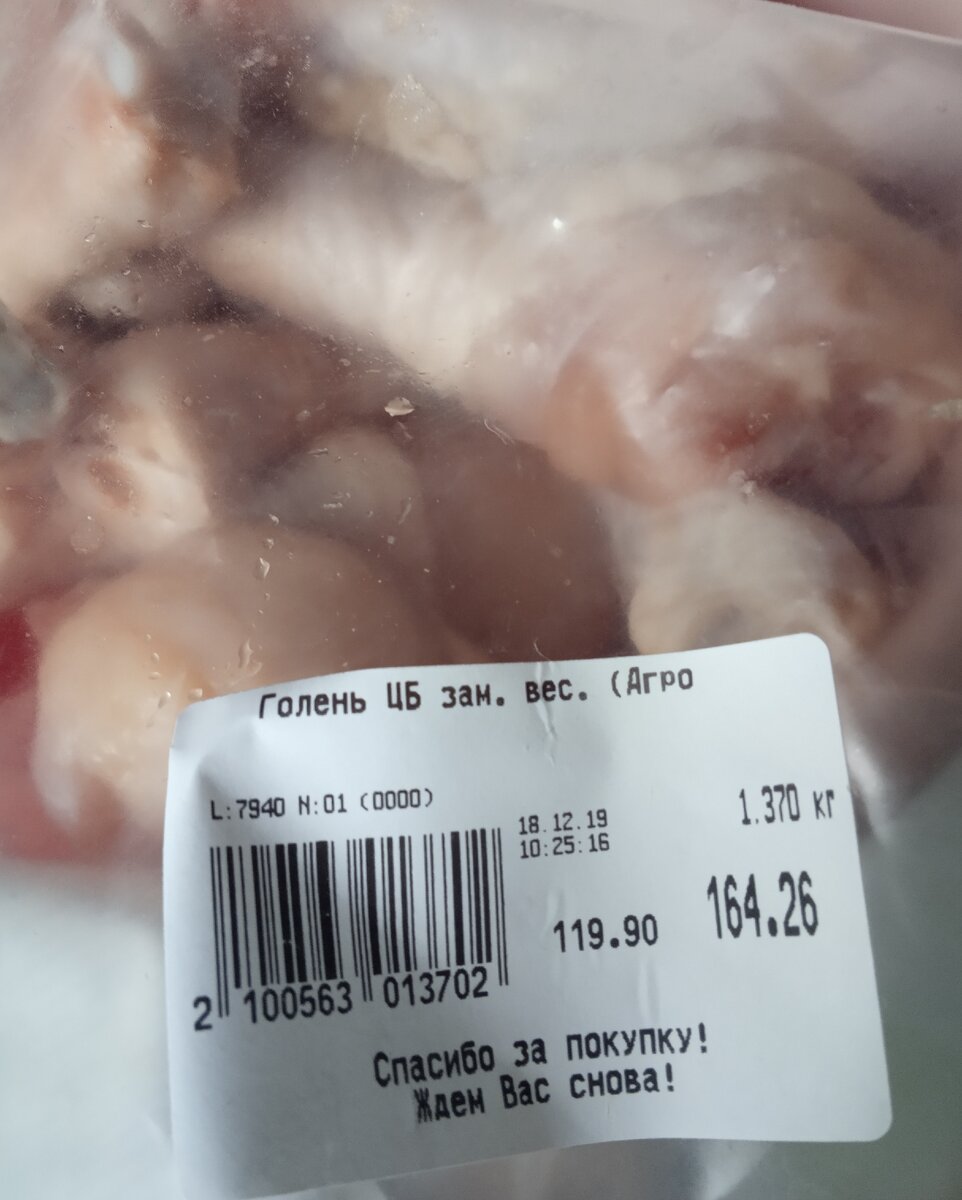 Голень ЦБ зам. вес. (Агро
L:7940 N:01 (0000)
18.12.19
10:25:16
1.370 кг
119.90
164.26
2 100563 013702
Спасибо за покупку!
Ждем Вас снова!